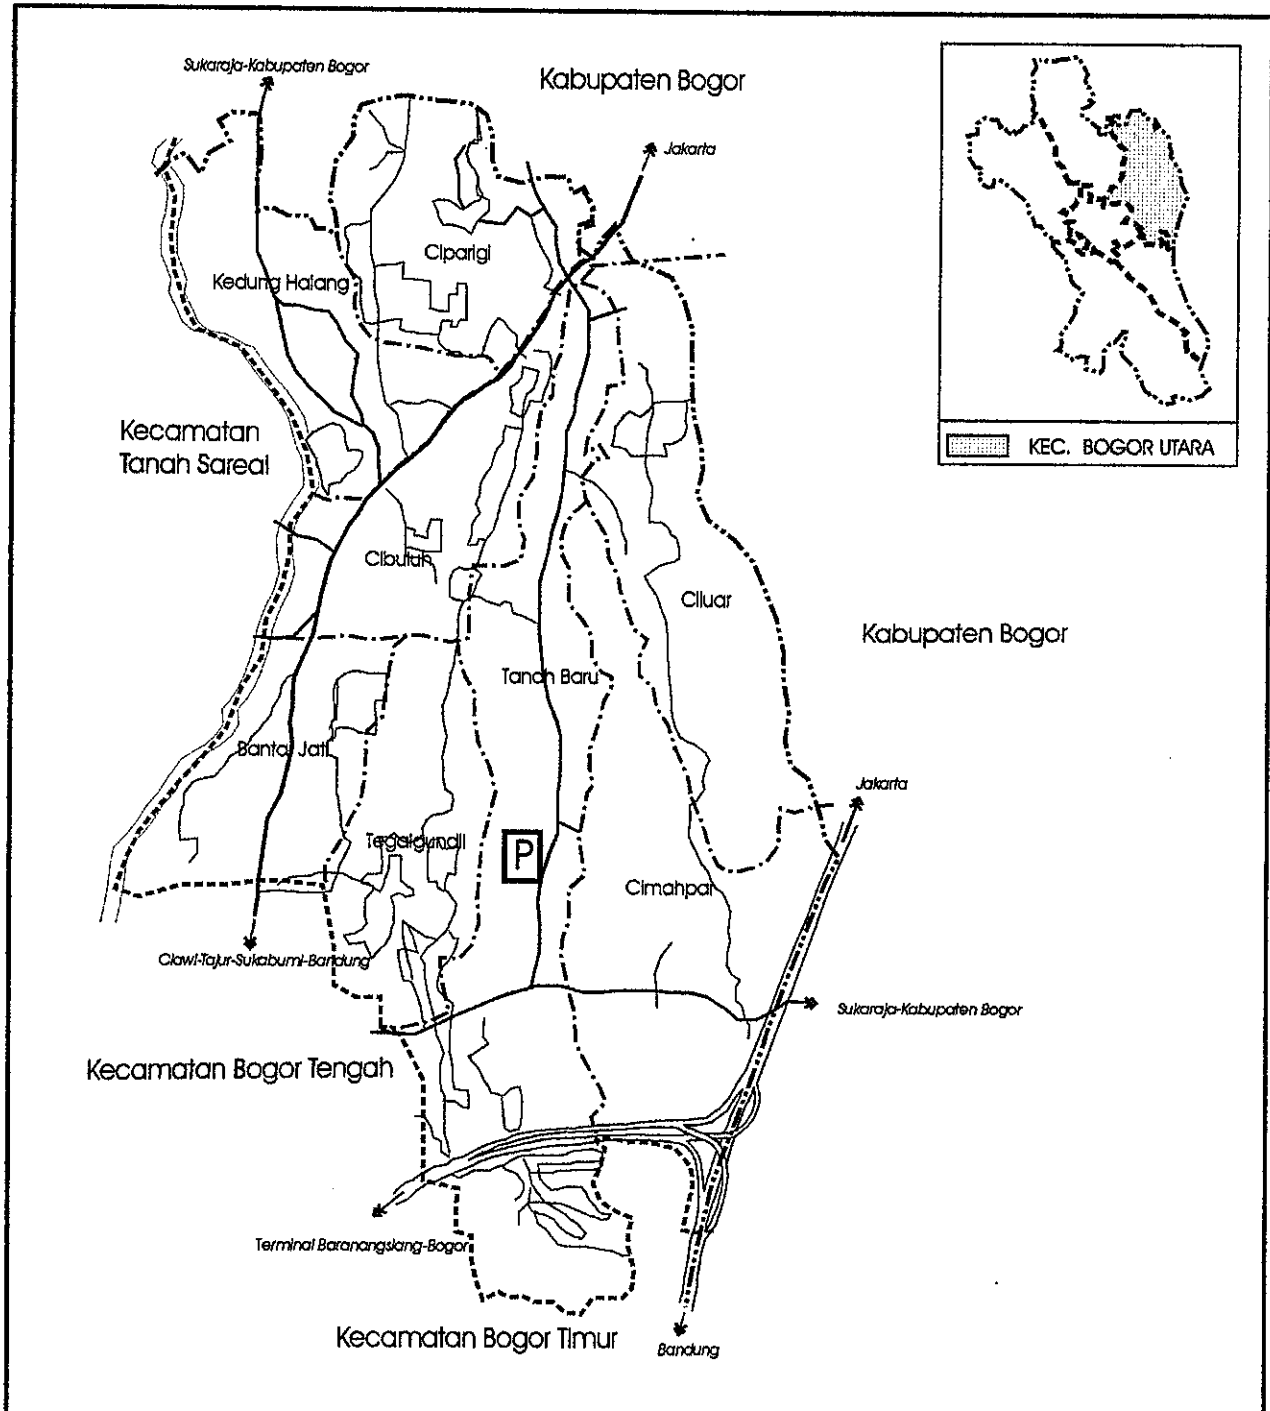 Sukaraja-Kabupaten Bogor
Kabupaten Bogor
Jakarta
Ciparigi
Kedung Halang
Kecamatan
Tanah Sareal
KEC. BOGOR UTARA
Cibuluh
Ciluar
Kabupaten Bogor
Tanah Baru
Bantar Jati
Jakarta
Tegalgundil
P
Cimahpar
Ciawi-Tajur-Sukabumi-Bandung
Sukaraja-Kabupaten Bogor
Kecamatan Bogor Tengah
Terminal Baranangsiang-Bogor
Kecamatan Bogor Timur
Bandung